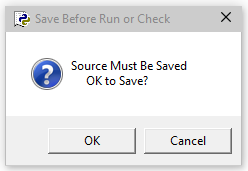 Save Before Run or Check
Source Must Be Saved
OK to Save?
OK
Cancel